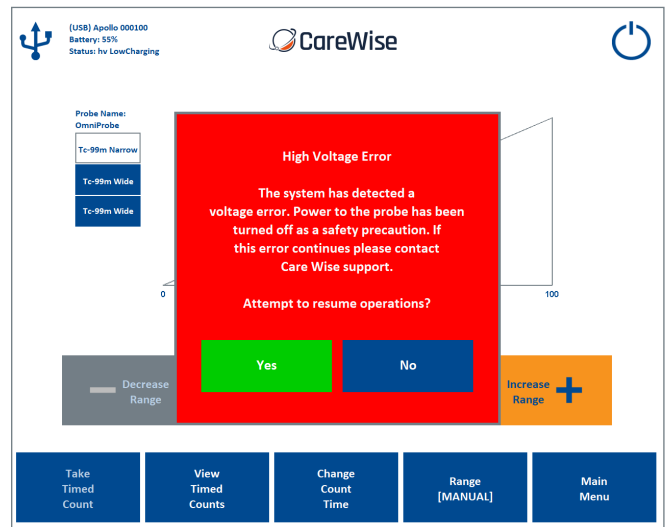 (USB) Apollo 000100
Battery: 55%
Status: hv LowCharging
CareWise
Probe Name:
OmniProbe
Tc-99m Narrow
Tc-99m Wide
Tc-99m Wide
High Voltage Error
The system has detected a
voltage error. Power to the probe has been
turned off as a safety precaution. If
this error continues please contact
Care Wise support.
Attempt to resume operations?
Yes
No
0
100
Decrease
Range
Increase
Range
Take
Timed
Count
View
Timed
Counts
Change
Count
Time
Range
[MANUAL]
Main
Menu